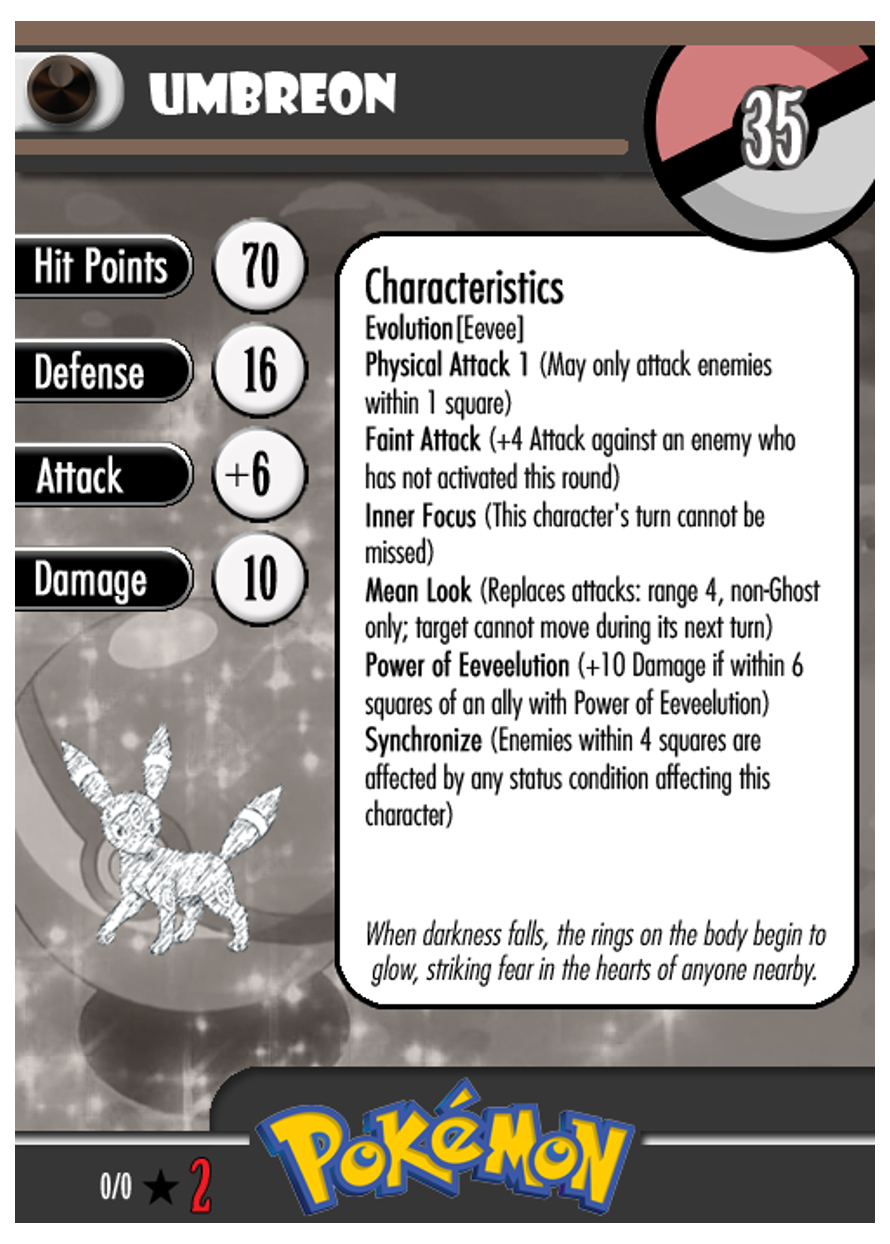 UMBREON
35
Hit Points 70
Defense 16
Attack +6
Damage 10
Characteristics
Evolution [Eevee]
Physical Attack 1 (May only attack enemies
within 1 square)
Faint Attack (+4 Attack against an enemy who
has not activated this round)
Inner Focus (This character's turn cannot be
missed)
Mean Look (Replaces attacks: range 4, non-Ghost
only; target cannot move during its next turn)
Power of Eeveelution (+10 Damage if within 6
squares of an ally with Power of Eeveelution)
Synchronize (Enemies within 4 squares are
affected by any status condition affecting this
character)
When darkness falls, the rings on the body begin to
glow, striking fear in the hearts of anyone nearby.
0/0 ★ 2
POKéMON